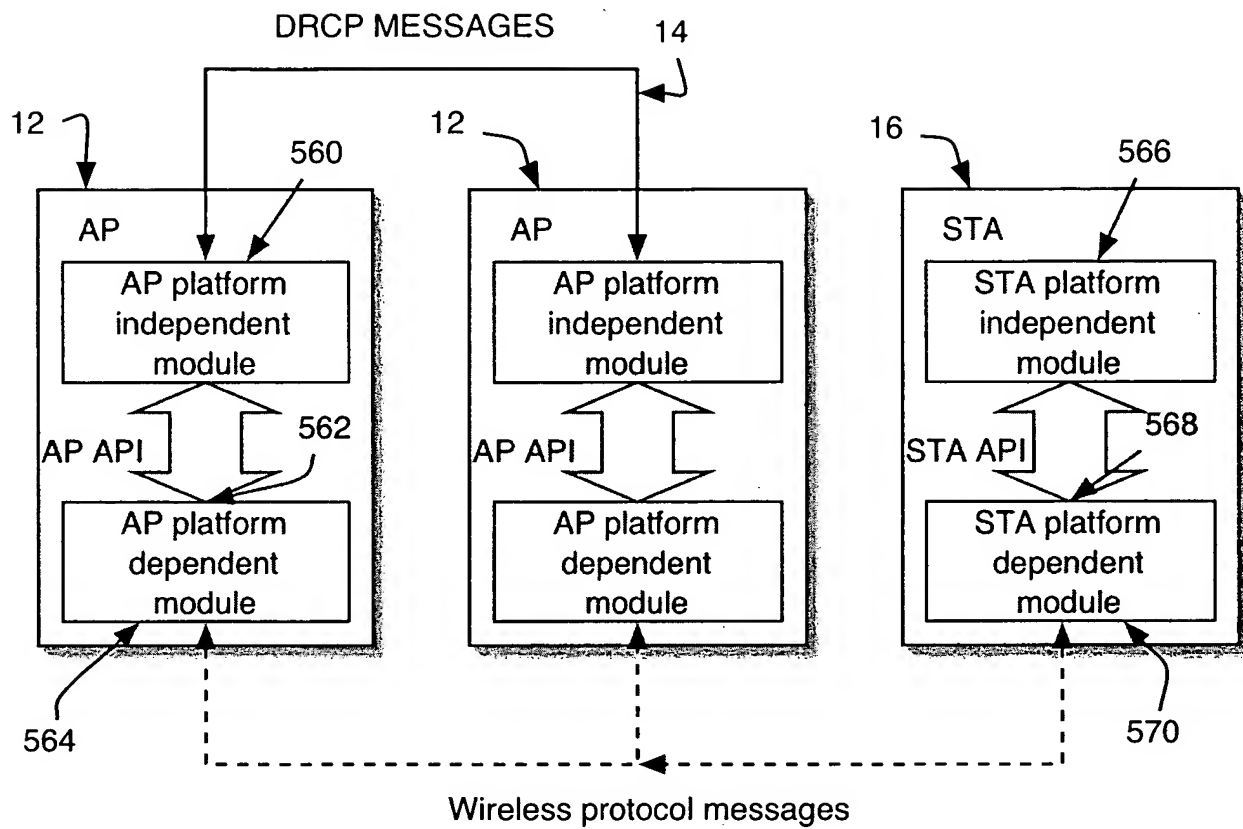 DRCP MESSAGES
14
12
12
16
560
566
AP
AP
STA
AP platform
independent
module
AP platform
independent
module
STA platform
independent
module
562
568
AP API
AP API
STA API
AP platform
dependent
module
AP platform
dependent
module
STA platform
dependent
module
564
570
Wireless protocol messages